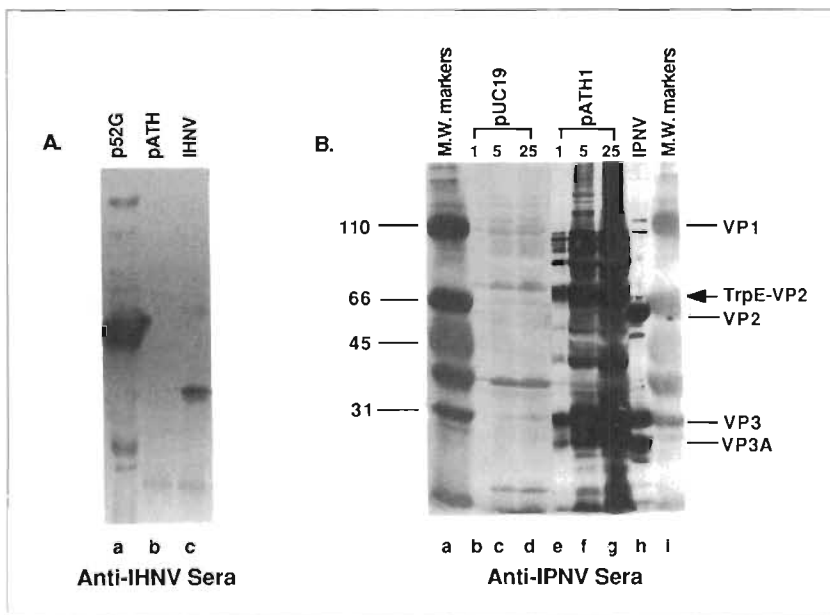 A.
p52G
pATH
IHNV
a b c
Anti-IHNV Sera
B.
M.W. markers
pUC19
1 5 25
pATH1
1 5 25
IPNV
M.W. markers
110
66
45
31
VP1
TrpE-VP2
VP2
VP3
VP3A
a b c d e f g h i
Anti-IPNV Sera